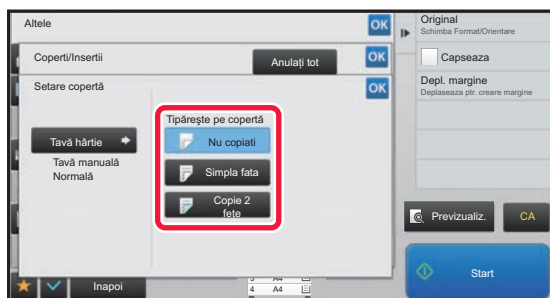 Altele
OK
Coperti/Insertii
Anulați tot
OK
Setare copertă
OK
Tipărește pe copertă
Tavă hârtie
Tavă manuală
Normală
Nu copiati
Simpla fata
Copie 2
fețe
Inapoi
3 A4
4 A4
Original
Schimba Format/Orientare
Capseaza
Depl. margine
Deplaseaza ptr. creare margine
Previzualiz.
CA
Start